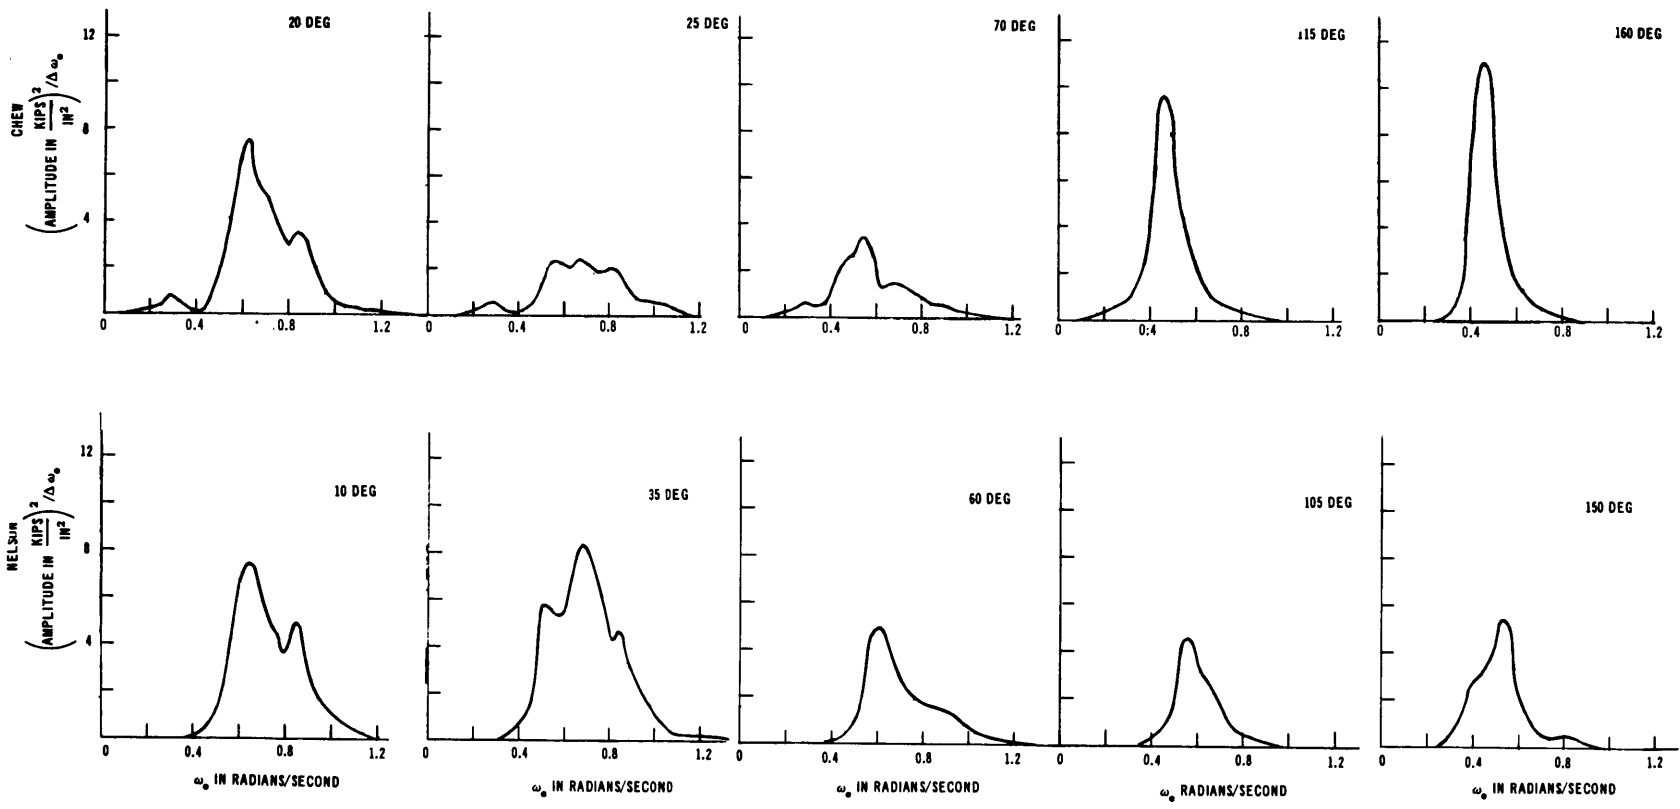 20 DEG
25 DEG
70 DEG
115 DEG
160 DEG
CHEW
(AMPLITUDE IN KIPS/IN²)²/Δωₑ
12
8
4
0 0.4 0.8 1.2
0 0.4 0.8 1.2
0 0.4 0.8 1.2
0 0.4 0.8 1.2
0 0.4 0.8 1.2
10 DEG
35 DEG
60 DEG
105 DEG
150 DEG
NELSON
(AMPLITUDE IN KIPS/IN²)²/Δωₑ
12
8
4
0 0.4 0.8 1.2
0 0.4 0.8 1.2
0 0.4 0.8 1.2
0 0.4 0.8 1.2
0 0.4 0.8 1.2
ωₑ IN RADIANS/SECOND
ωₑ IN RADIANS/SECOND
ωₑ IN RADIANS/SECOND
ωₑ RADIANS/SECOND
ωₑ IN RADIANS/SECOND